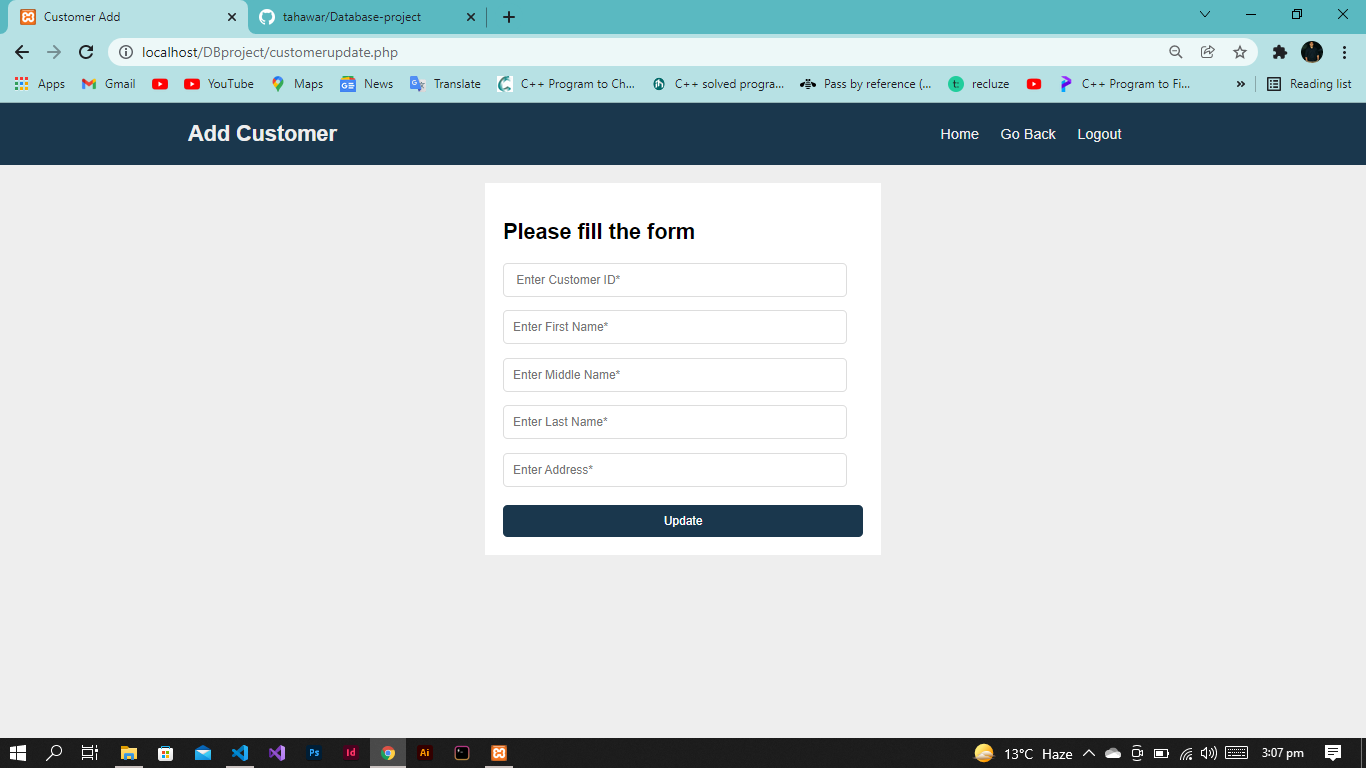 Customer Add
tahawar/Database-project
localhost/DBproject/customerupdate.php
Apps Gmail YouTube Maps News Translate C++ Program to Ch... C++ solved progra... Pass by reference (... t: recluze C++ Program to Fi... » Reading list
Add Customer
Home Go Back Logout
Please fill the form
Enter Customer ID*
Enter First Name*
Enter Middle Name*
Enter Last Name*
Enter Address*
Update
Ps Id Ai 13°C Haze 3:07 pm